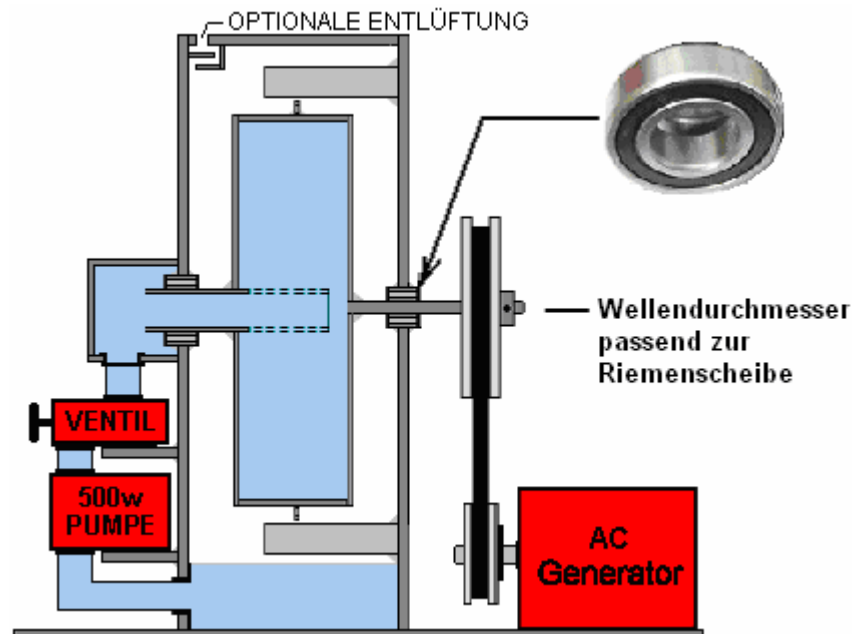 OPTIONALE ENTLÜFTUNG
Wellendurchmesser
passend zur
Riemenscheibe
VENTIL
500w
PUMPE
AC
Generator